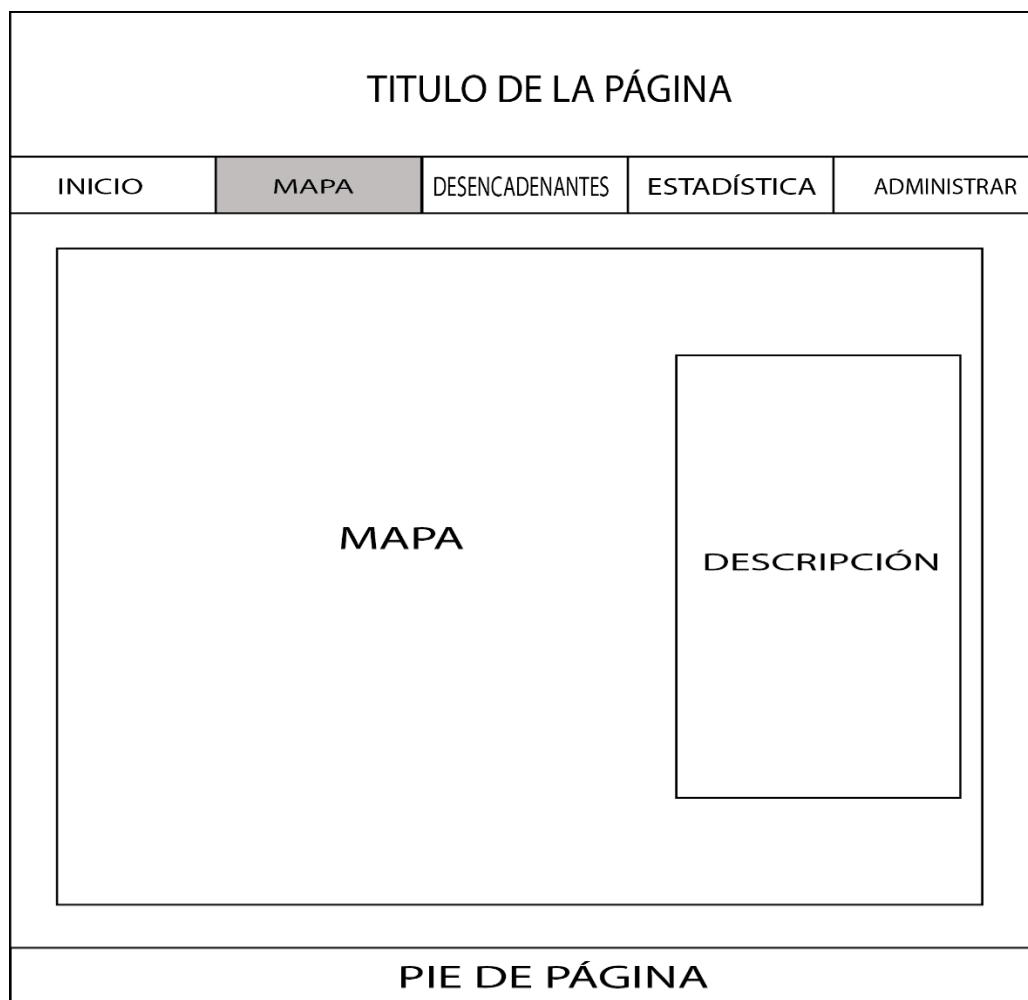 TITULO DE LA PÁGINA
INICIO
MAPA
DESENCADENANTES
ESTADÍSTICA
ADMINISTRAR
MAPA
DESCRIPCIÓN
PIE DE PÁGINA